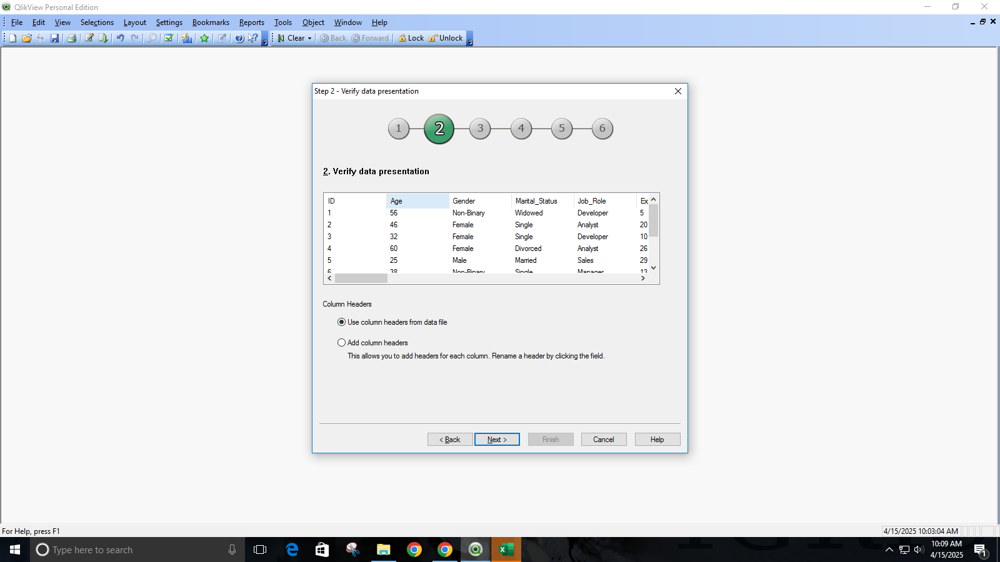 QlikView Personal Edition
File Edit View Selections Layout Settings Bookmarks Reports Tools Object Window Help
Clear Back Forward Lock Unlock
Step 2 - Verify data presentation
1 2 3 4 5 6
2. Verify data presentation
ID Age Gender Marital_Status Job_Role Ex
1 56 Non-Binary Widowed Developer 5
2 46 Female Single Analyst 20
3 32 Female Single Developer 10
4 60 Female Divorced Analyst 26
5 25 Male Married Sales 29
6 38 Non-Binary Single Manager 13
Column Headers
Use column headers from data file
Add column headers
This allows you to add headers for each column. Rename a header by clicking the field.
< Back Next > Finish Cancel Help
For Help, press F1
4/15/2025 10:03:04 AM
Type here to search
10:09 AM
4/15/2025
1